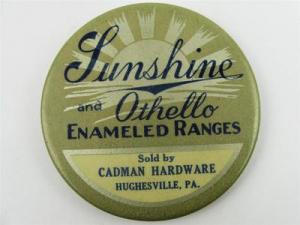 Sunshine
and Othello
ENAMELED RANGES
Sold by
CADMAN HARDWARE
HUGHESVILLE, PA.